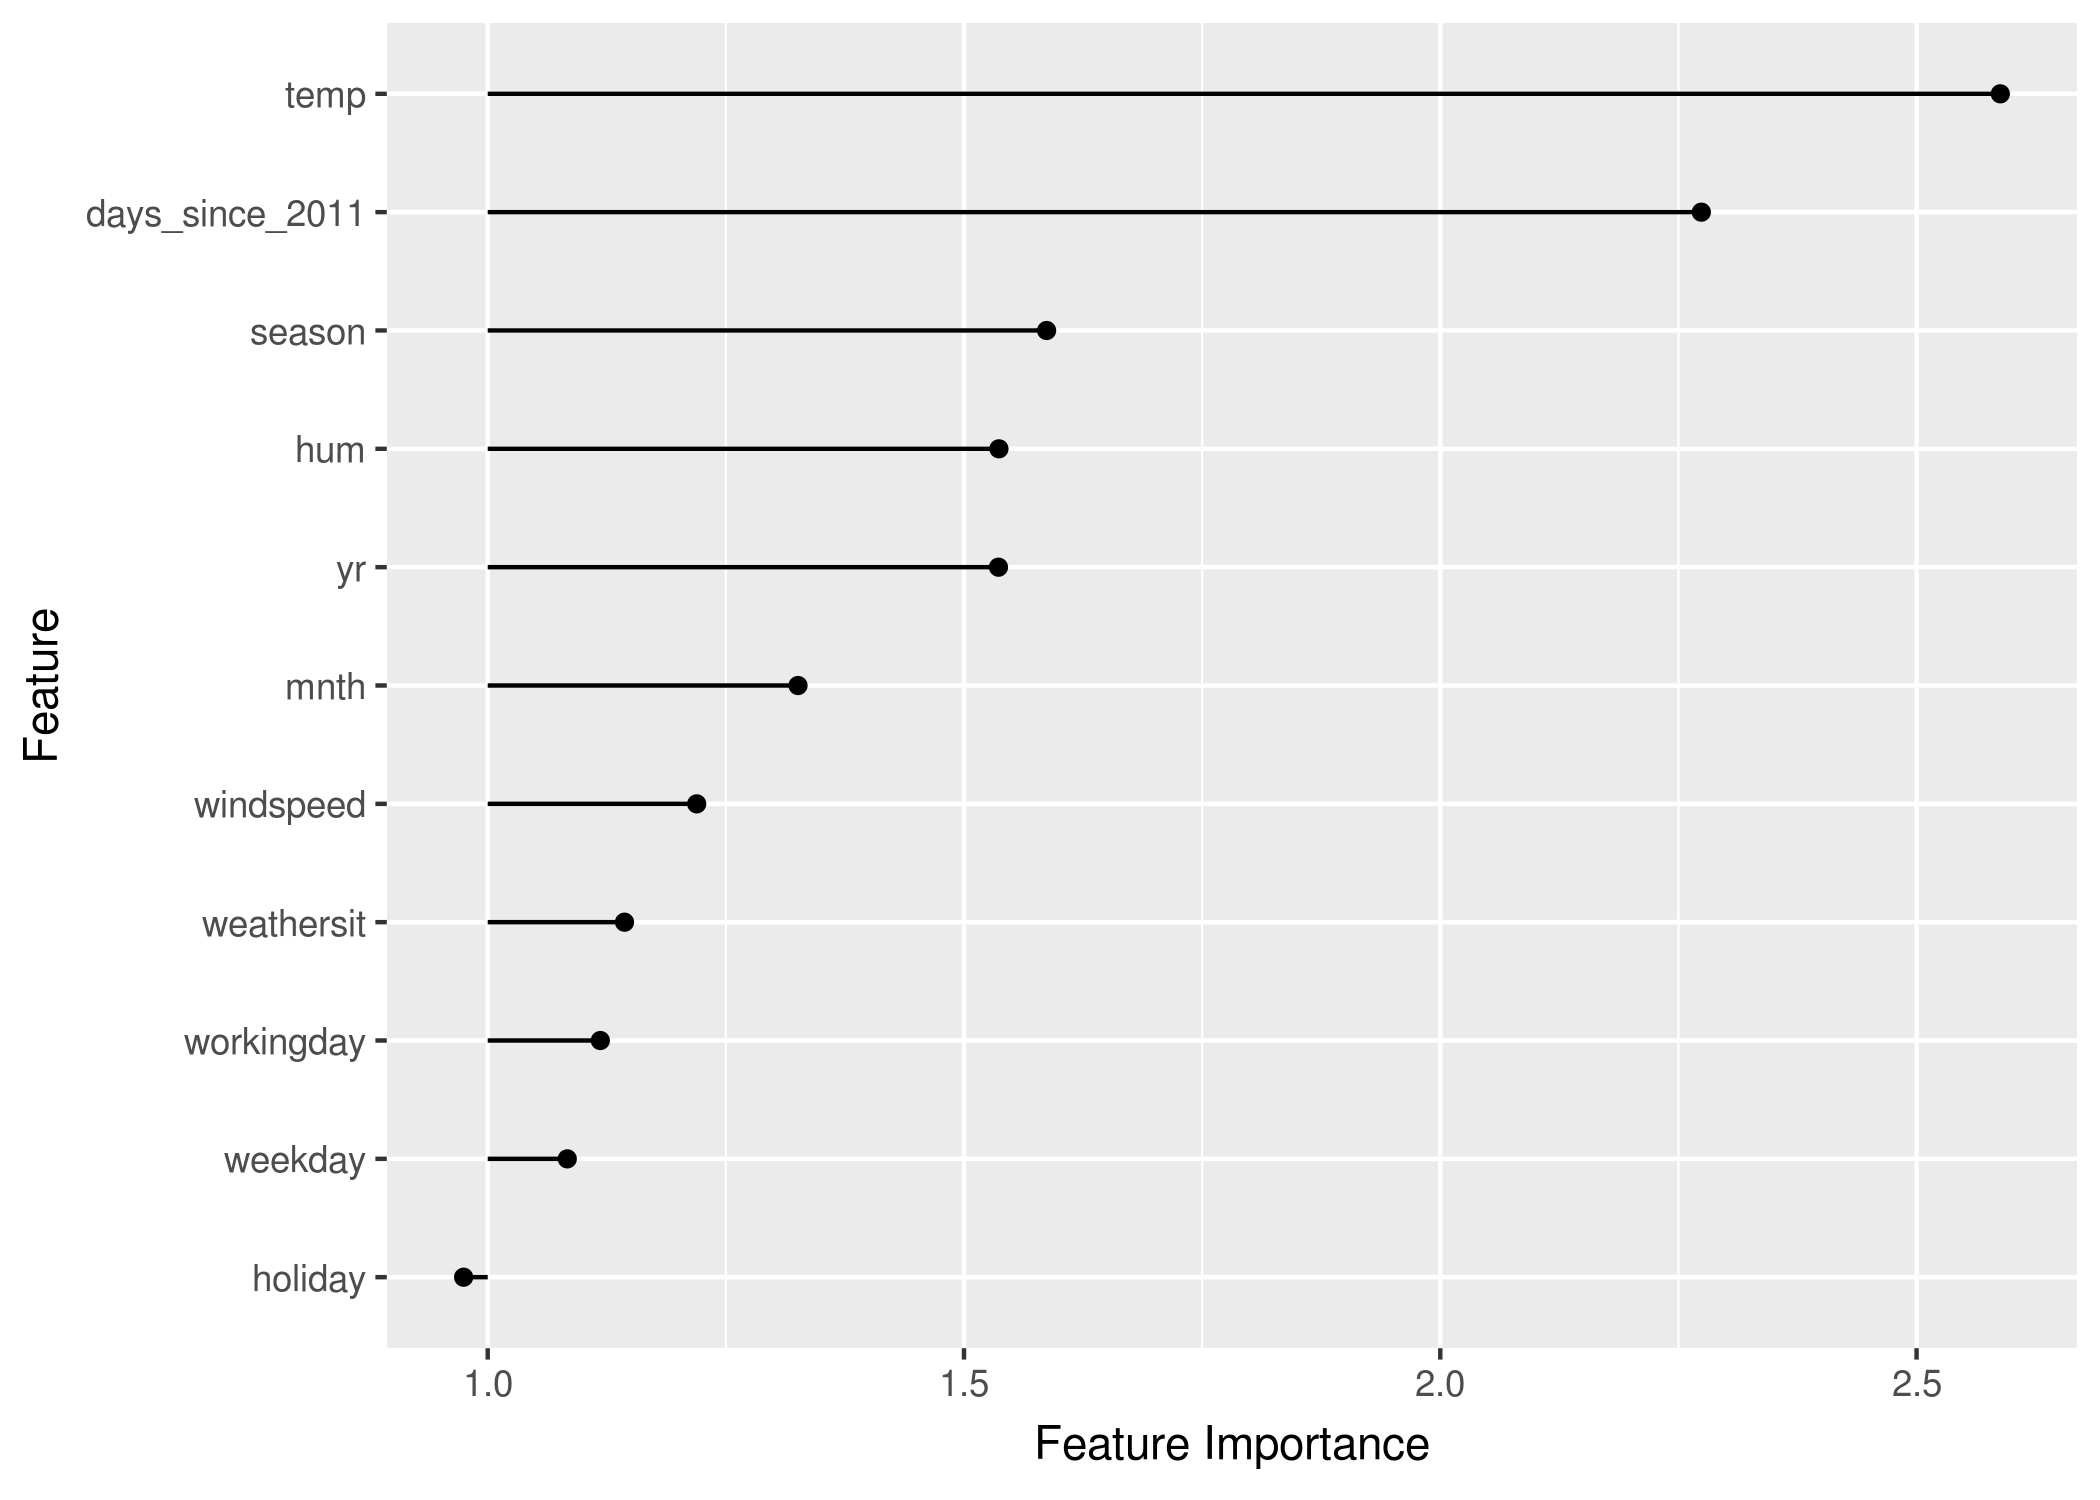 temp
days_since_2011
season
hum
yr
mnth
windspeed
weathersit
workingday
weekday
holiday
Feature
1.0 1.5 2.0 2.5
Feature Importance